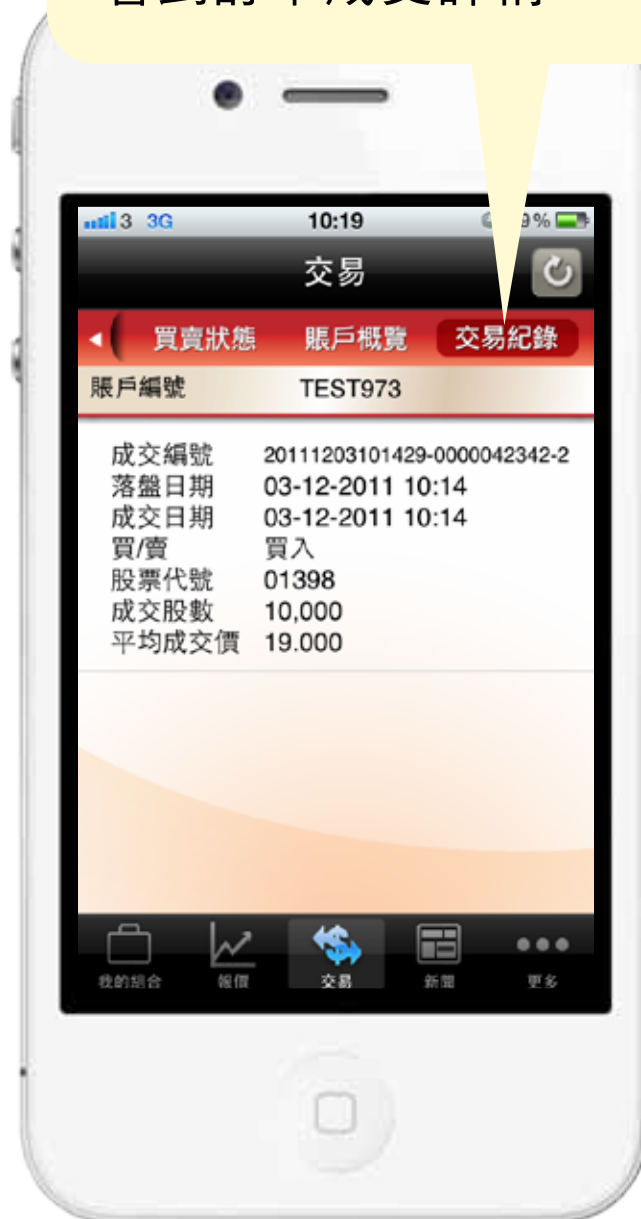 3 3G 10:19 9%
交易
買賣狀態 賬戶概覽 交易紀錄
賬戶編號 TEST973
成交編號 20111203101429-0000042342-2
落盤日期 03-12-2011 10:14
成交日期 03-12-2011 10:14
買/賣 買入
股票代號 01398
成交股數 10,000
平均成交價 19.000
我的組合 報價 交易 新聞 更多